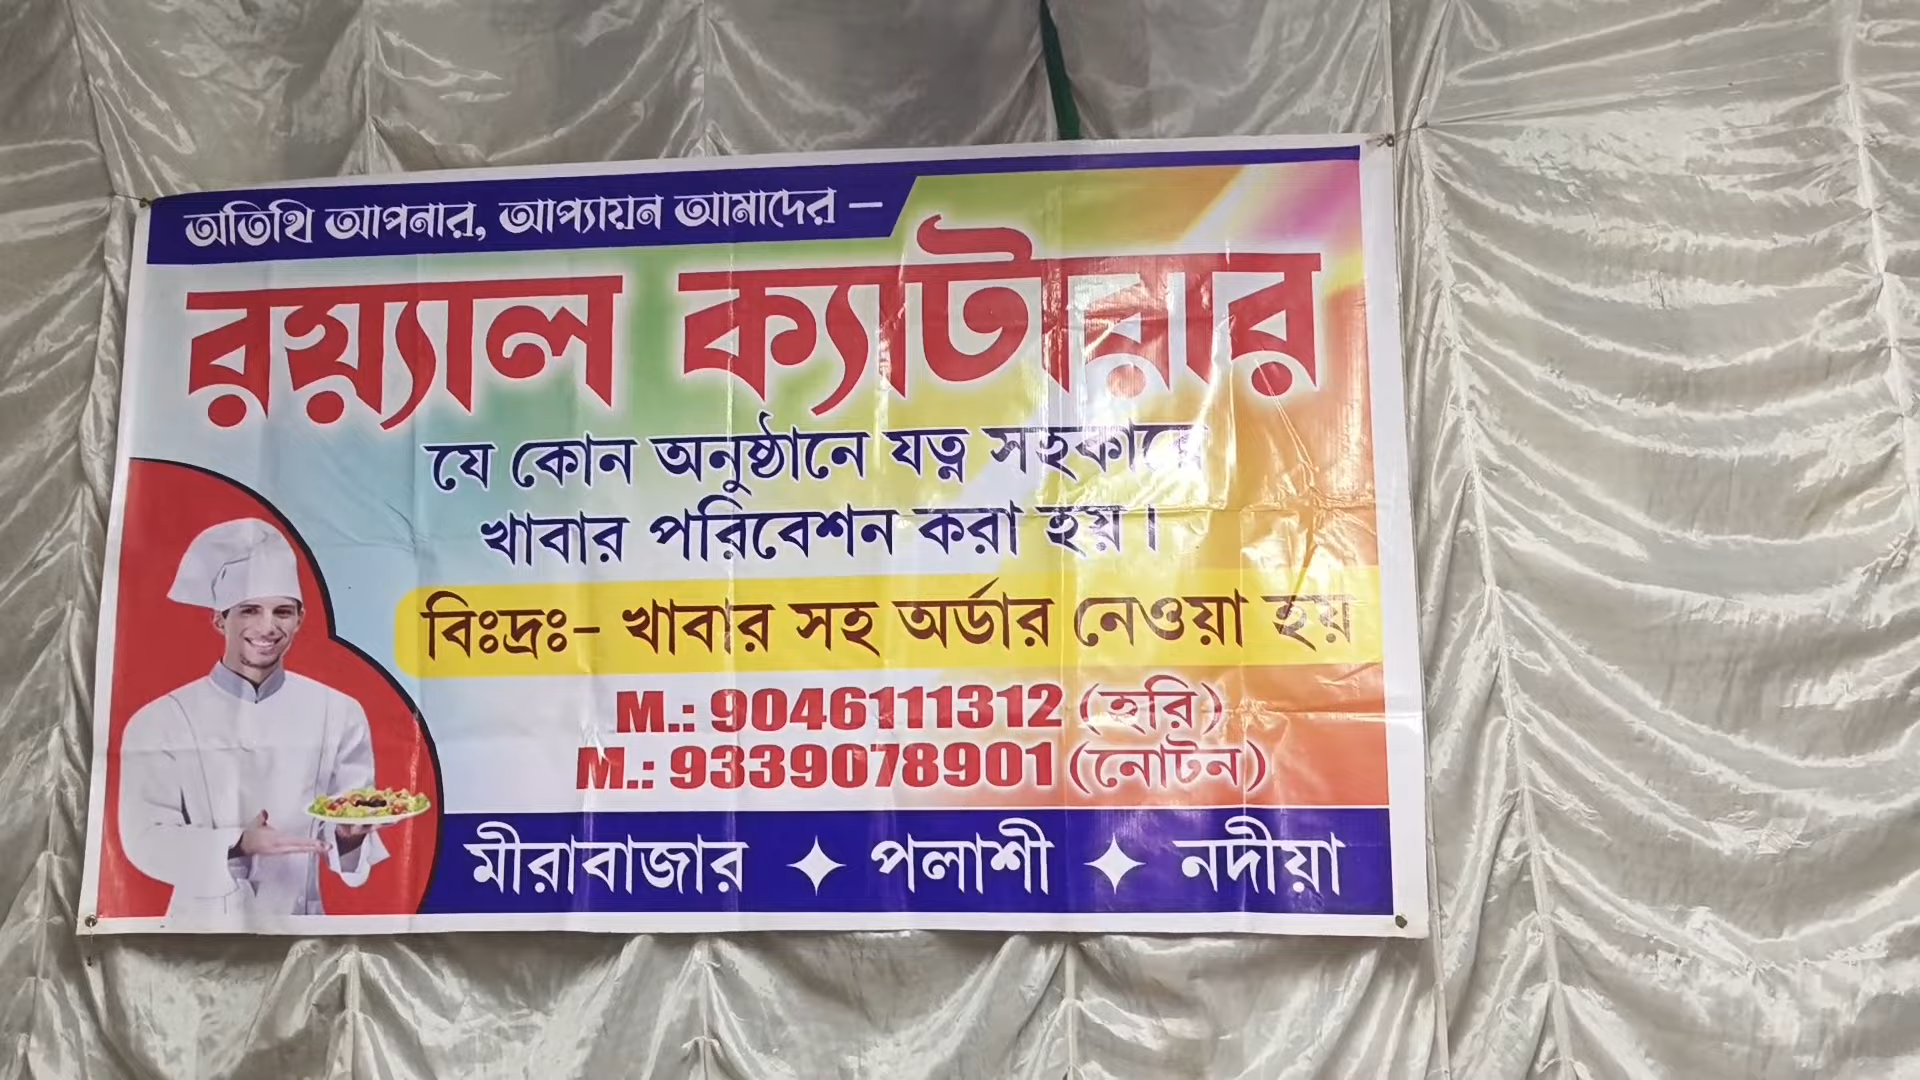 অতিথি আপনার, আপ্যায়ন আমাদের –
রয়্যাল ক্যাটারার
যে কোন অনুষ্ঠানে যত্ন সহকারে
খাবার পরিবেশন করা হয়।
বিঃদ্রঃ- খাবার সহ অর্ডার নেওয়া হয়
M.: 9046111312 (হরি)
M.: 9339078901 (নোটন)
মীরাবাজার ✦ পলাশী ✦ নদীয়া